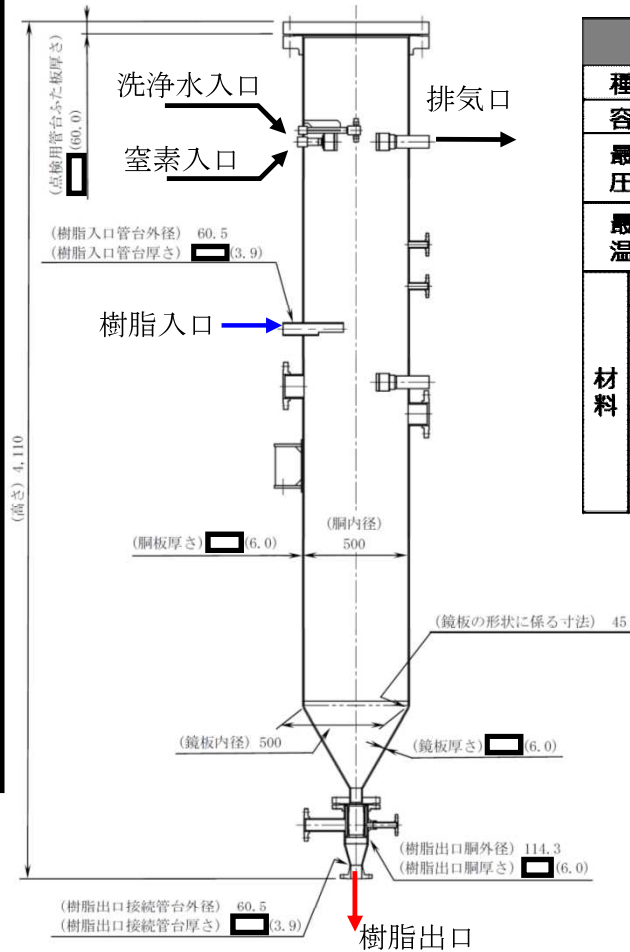 (点検用管台ふた板厚さ)
(60.0)
洗浄水入口
排気口
窒素入口
(樹脂入口管台外径) 60.5
(樹脂入口管台厚さ) (3.9)
樹脂入口
(高さ) 4,110
(胴内径)
(胴板厚さ) (6.0)
500
(鏡板の形状に係る寸法) 45
(鏡板内径) 500
(鏡板厚さ) (6.0)
(樹脂出口胴外径) 114.3
(樹脂出口胴厚さ) (6.0)
(樹脂出口接続管台外径) 60.5
(樹脂出口接続管台厚さ) (3.9)
樹脂出口
種
容
最
圧
最
温
材
料